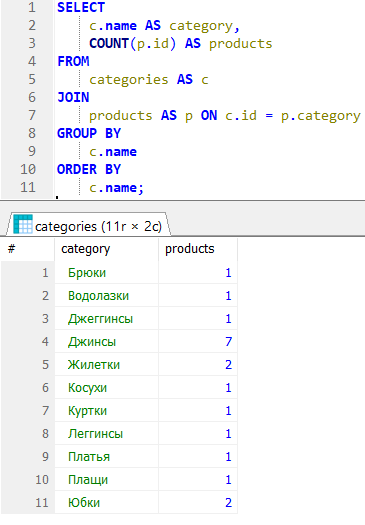 1 SELECT
2 c.name AS category,
3 COUNT(p.id) AS products
4 FROM
5 categories AS c
6 JOIN
7 products AS p ON c.id = p.category
8 GROUP BY
9 c.name
10 ORDER BY
11 c.name;
categories (11r × 2c)
# category products
1 Брюки 1
2 Водолазки 1
3 Джеггинсы 1
4 Джинсы 7
5 Жилетки 2
6 Косухи 1
7 Куртки 1
8 Леггинсы 1
9 Платья 1
10 Плащи 1
11 Юбки 2